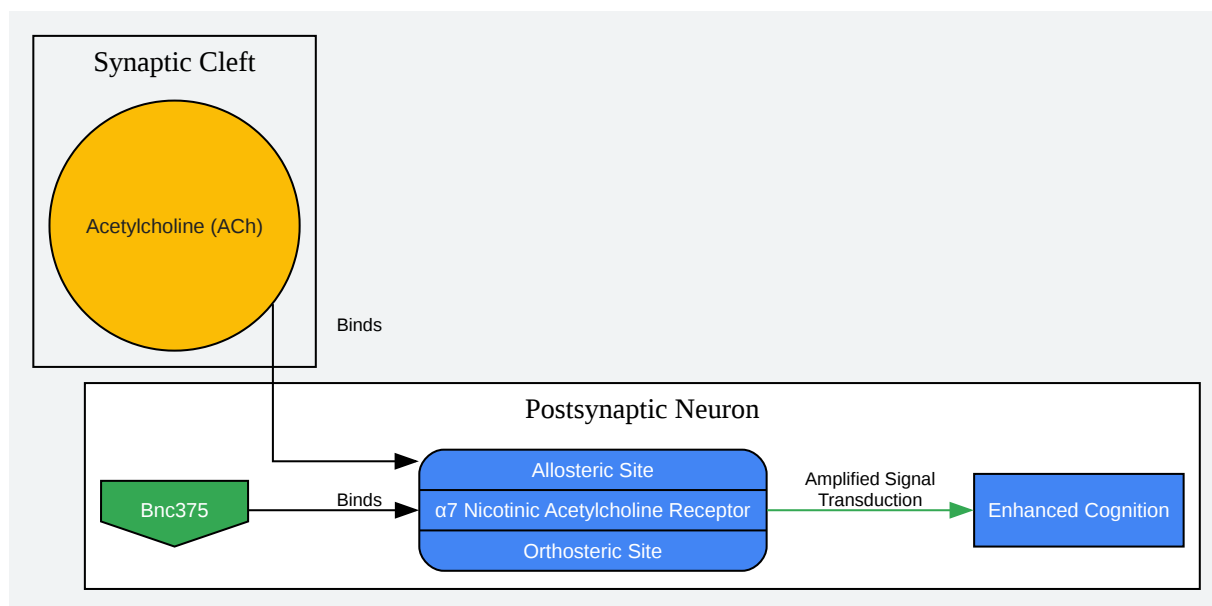 Synaptic Cleft
Acetylcholine (ACh)
Binds
Postsynaptic Neuron
Bnc375
Binds
Allosteric Site
α7 Nicotinic Acetylcholine Receptor
Orthosteric Site
Amplified Signal
Transduction
Enhanced Cognition